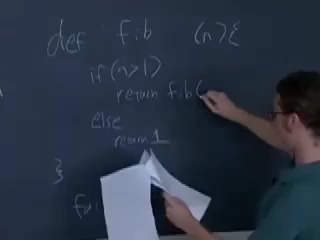 def fib (n){
if (n>1)
return fib(
else
return 1
}